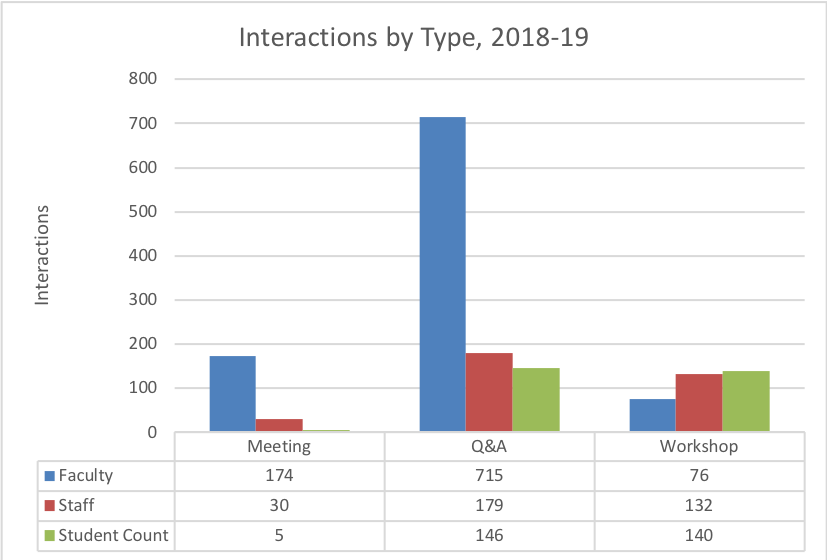 Interactions by Type, 2018-19
800
700
600
500
400
300
200
100
0
Interactions
Meeting Q&A Workshop
Faculty 174 715 76
Staff 30 179 132
Student Count 5 146 140